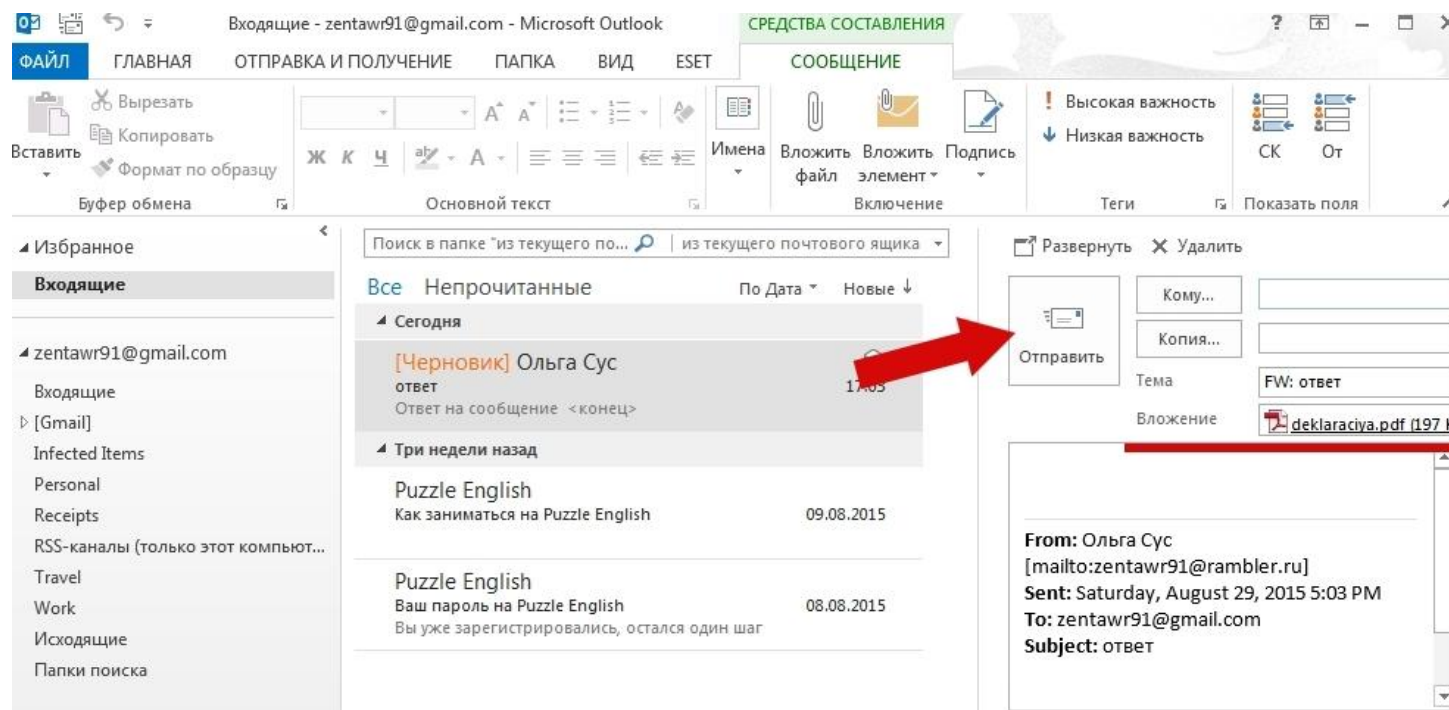 Входящие - zentawr91@gmail.com - Microsoft Outlook
СРЕДСТВА СОСТАВЛЕНИЯ
ФАЙЛ ГЛАВНАЯ ОТПРАВКА И ПОЛУЧЕНИЕ ПАПКА ВИД ESET СООБЩЕНИЕ
Вставить
Вырезать
Копировать
Формат по образцу
Буфер обмена
Ж К Ч
Основной текст
Имена
Вложить файл
Вложить элемент
Подпись
Включение
Высокая важность
Низкая важность
Теги
СК От
Показать поля
Избранное
Входящие
zentawr91@gmail.com
Входящие
[Gmail]
Infected Items
Personal
Receipts
RSS-каналы (только этот компьют...
Travel
Work
Исходящие
Папки поиска
Поиск в папке "из текущего по... из текущего почтового ящика
Все Непрочитанные По Дата Новые
Сегодня
[Черновик] Ольга Сус
ответ
Ответ на сообщение <конец>
Три недели назад
Puzzle English
Как заниматься на Puzzle English 09.08.2015
Puzzle English
Ваш пароль на Puzzle English 08.08.2015
Вы уже зарегистрировались, остался один шаг
Развернуть Удалить
Отправить
Кому...
Копия...
Тема FW: ответ
Вложение deklaraciya.pdf (197
From: Ольга Сус
[mailto:zentawr91@rambler.ru]
Sent: Saturday, August 29, 2015 5:03 PM
To: zentawr91@gmail.com
Subject: ответ